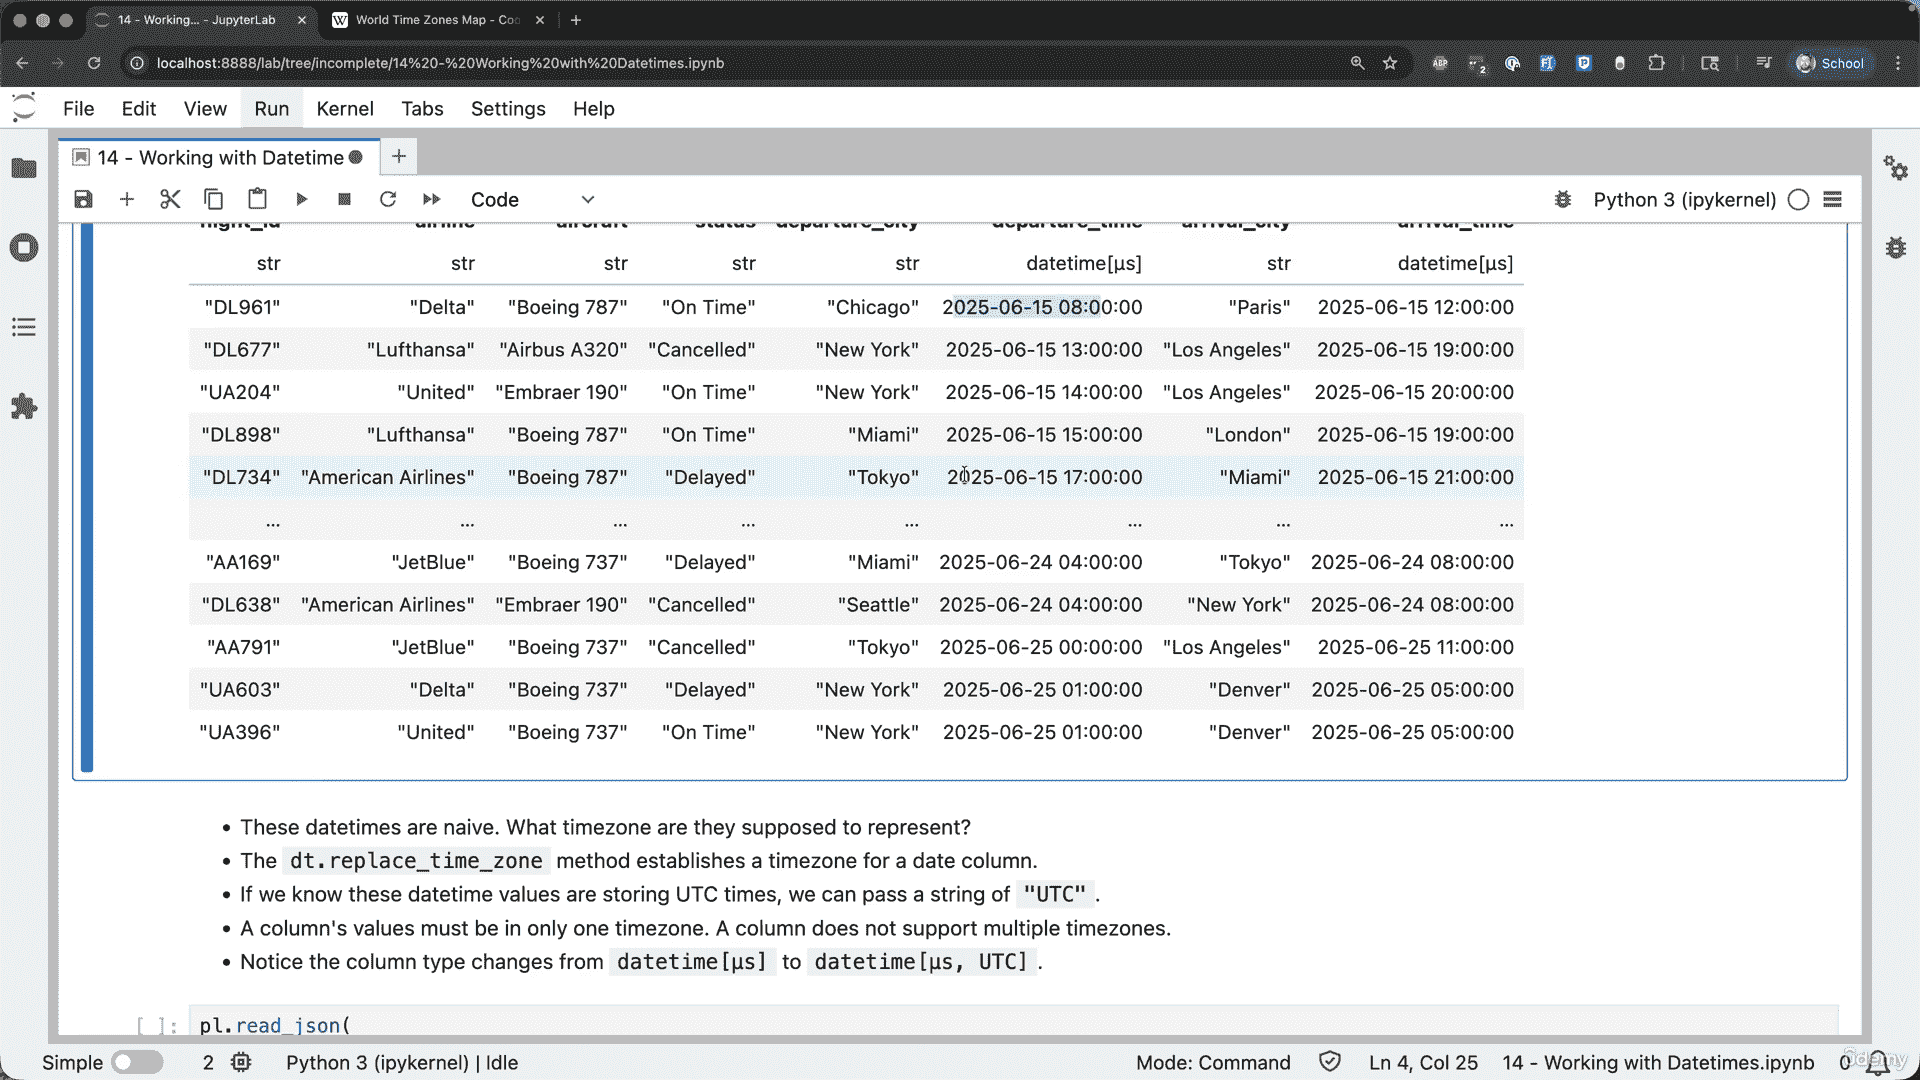 14 - Working... - JupyterLab
World Time Zones Map - Coo
localhost:8888/lab/tree/incomplete/14%20-%20Working%20with%20Datetimes.ipynb
ABP
2
School
File Edit View Run Kernel Tabs Settings Help
14 - Working with Datetime
Code
Python 3 (ipykernel)
flight_id airline aircraft status departure_city departure_time arrival_city arrival_time
str str str str str datetime[μs] str datetime[μs]
"DL961" "Delta" "Boeing 787" "On Time" "Chicago" 2025-06-15 08:00:00 "Paris" 2025-06-15 12:00:00
"DL677" "Lufthansa" "Airbus A320" "Cancelled" "New York" 2025-06-15 13:00:00 "Los Angeles" 2025-06-15 19:00:00
"UA204" "United" "Embraer 190" "On Time" "New York" 2025-06-15 14:00:00 "Los Angeles" 2025-06-15 20:00:00
"DL898" "Lufthansa" "Boeing 787" "On Time" "Miami" 2025-06-15 15:00:00 "London" 2025-06-15 19:00:00
"DL734" "American Airlines" "Boeing 787" "Delayed" "Tokyo" 2025-06-15 17:00:00 "Miami" 2025-06-15 21:00:00
… … … … … … … …
"AA169" "JetBlue" "Boeing 737" "Delayed" "Miami" 2025-06-24 04:00:00 "Tokyo" 2025-06-24 08:00:00
"DL638" "American Airlines" "Embraer 190" "Cancelled" "Seattle" 2025-06-24 04:00:00 "New York" 2025-06-24 08:00:00
"AA791" "JetBlue" "Boeing 737" "Cancelled" "Tokyo" 2025-06-25 00:00:00 "Los Angeles" 2025-06-25 11:00:00
"UA603" "Delta" "Boeing 737" "Delayed" "New York" 2025-06-25 01:00:00 "Denver" 2025-06-25 05:00:00
"UA396" "United" "Boeing 737" "On Time" "New York" 2025-06-25 01:00:00 "Denver" 2025-06-25 05:00:00
• These datetimes are naive. What timezone are they supposed to represent?
• The dt.replace_time_zone method establishes a timezone for a date column.
• If we know these datetime values are storing UTC times, we can pass a string of "UTC" .
• A column's values must be in only one timezone. A column does not support multiple timezones.
• Notice the column type changes from datetime[μs] to datetime[μs, UTC] .
[ ]: pl.read_json(
Simple 2 Python 3 (ipykernel) | Idle Mode: Command Ln 4, Col 25 14 - Working with Datetimes.ipynb 0
udemy